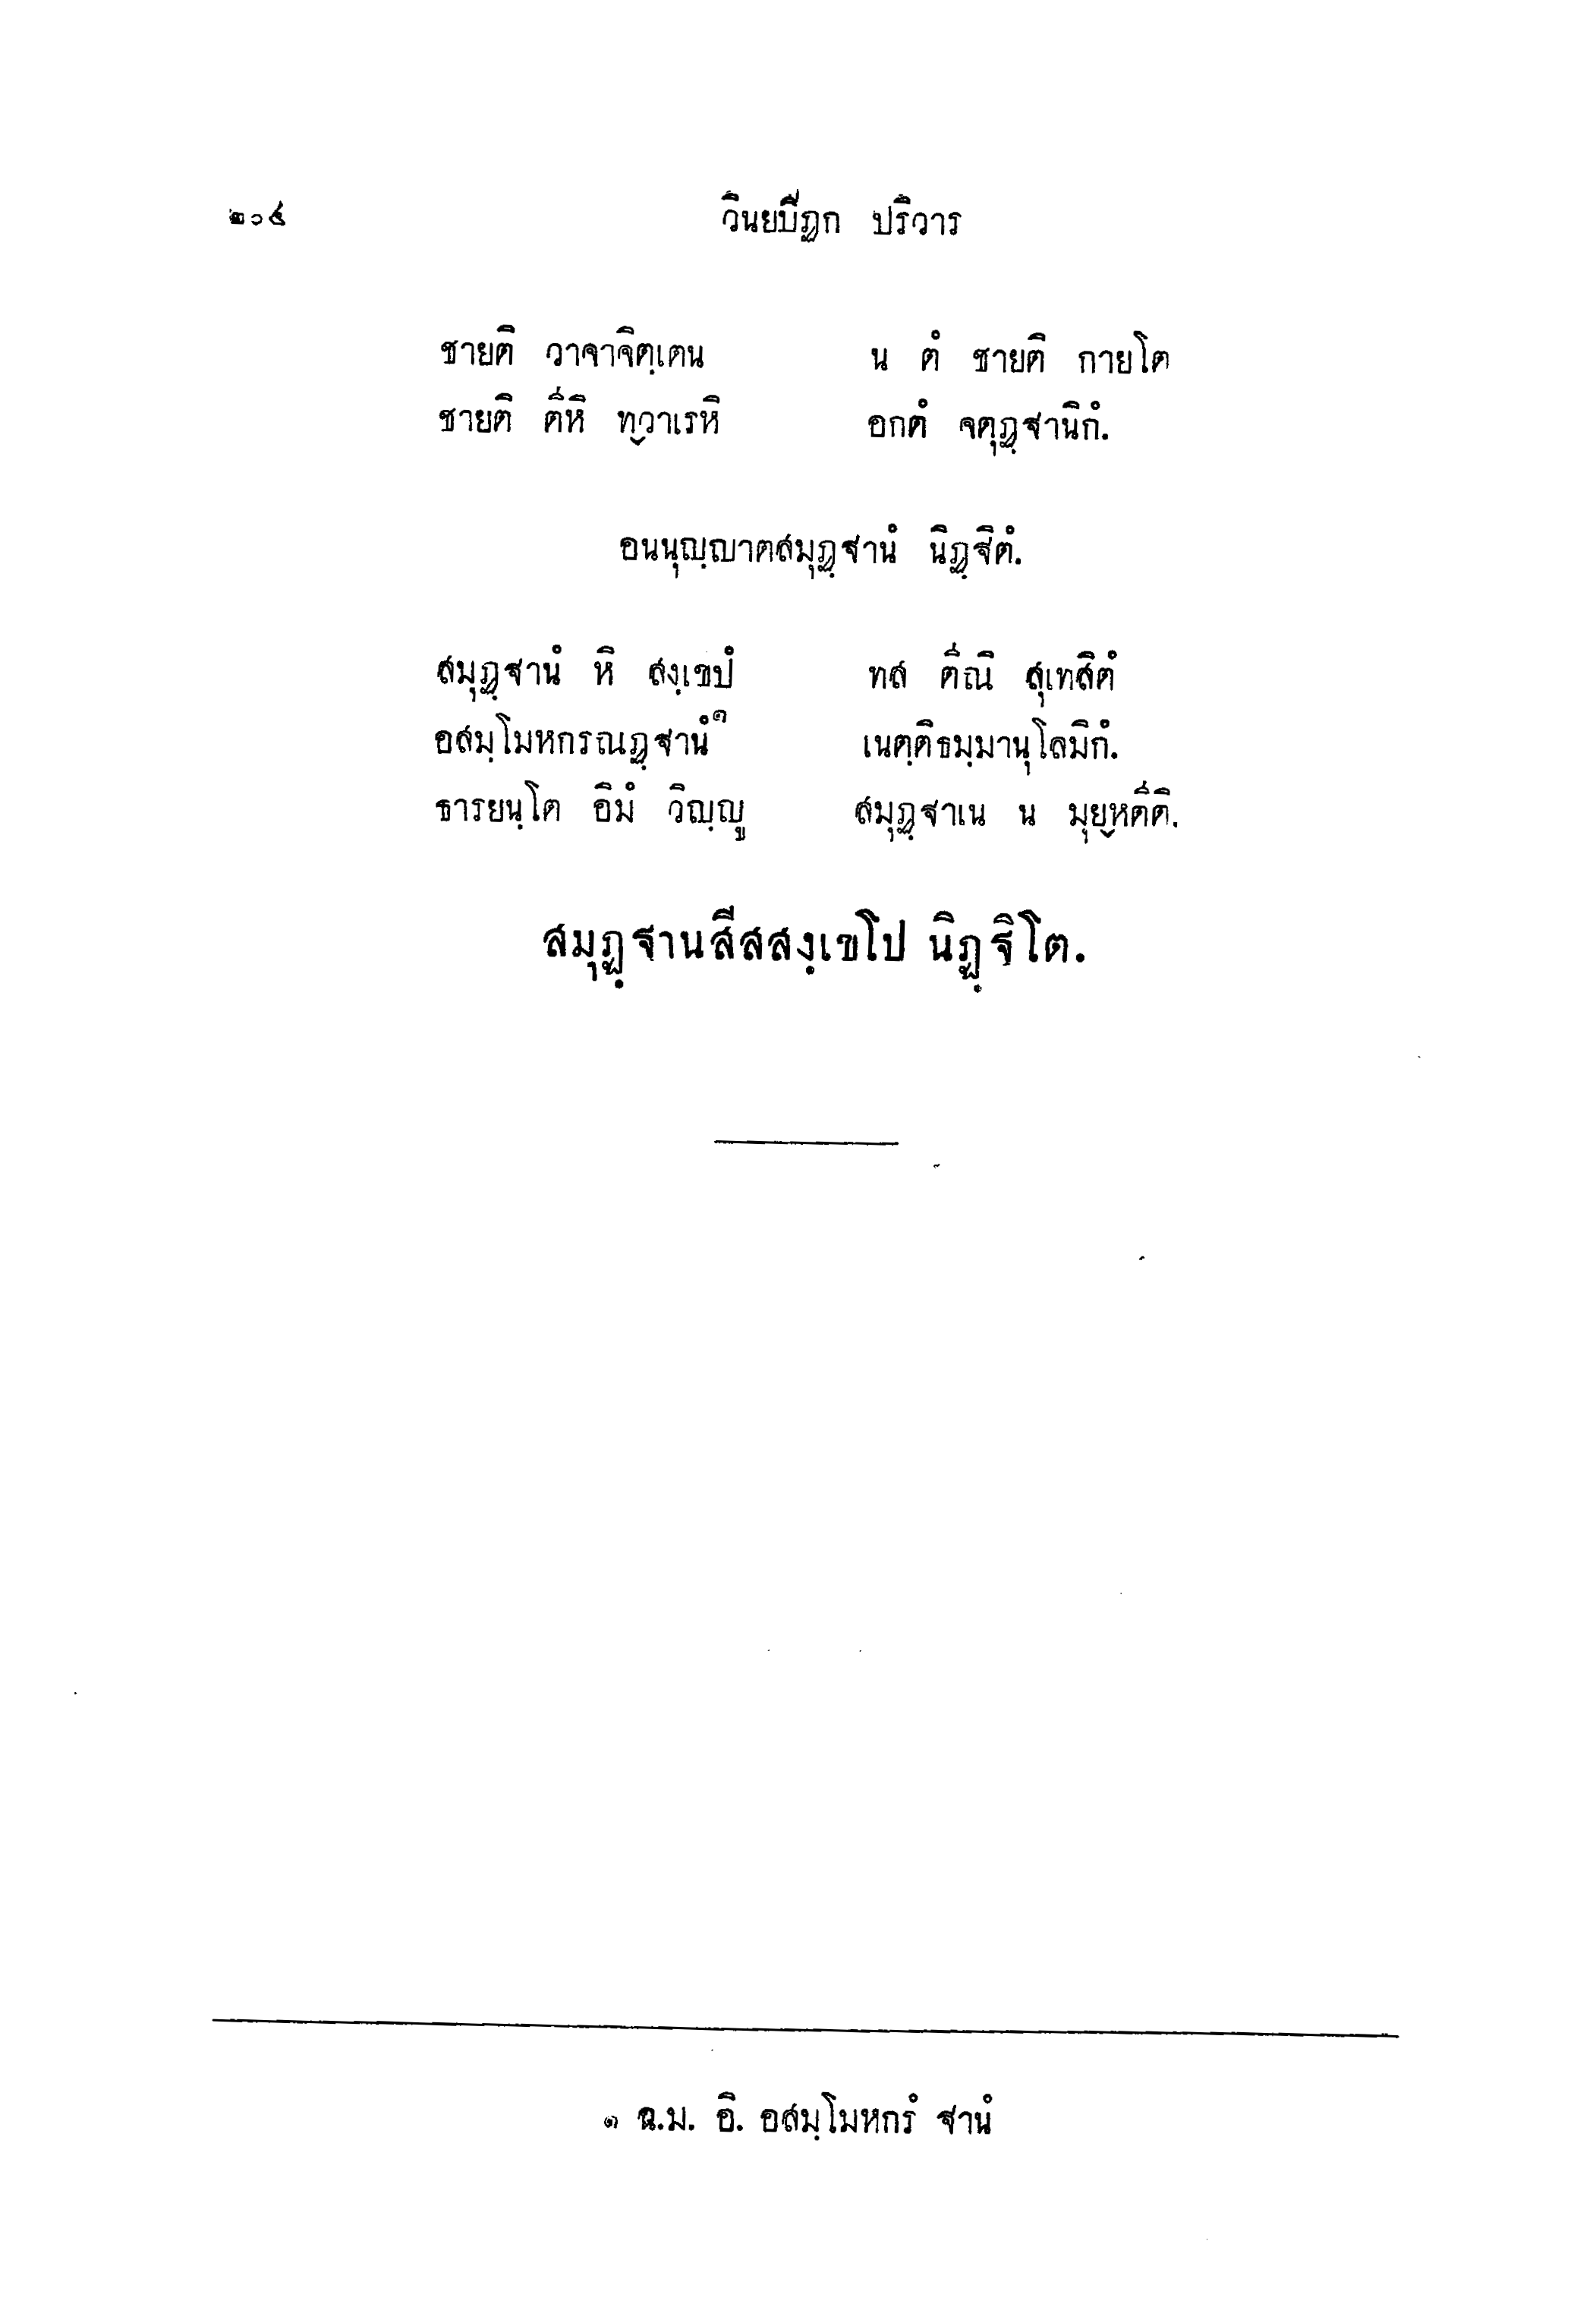 ๒๑๔ วินยปิฏก ปริวาร
ชายติ วาจาจิตฺเตน น ตํ ชายติ กายโต
ชายติ ตีหิ ทฺวาเรหิ อกตํ จตุฏฺฐานิกํ.
อนนุญฺญาตสมุฏฺฐานํ นิฏฺฐิตํ.
สมุฏฺฐานํ หิ สงฺเขปํ ทส ตีณิ สุเทสิตํ
อสมฺโมหกรณฏฺฐานํ๑ เนตฺติธมฺมานุโลมิกํ.
ธารยนฺโต อิมํ วิญฺญู สมุฏฺฐาเน น มุยฺหตีติ.
สมุฏฺฐานสีสสงฺเขโป นิฏฺฐิโต.
๑ ฉ.ม. อิ. อสมฺโมหกรํ ฐานํ